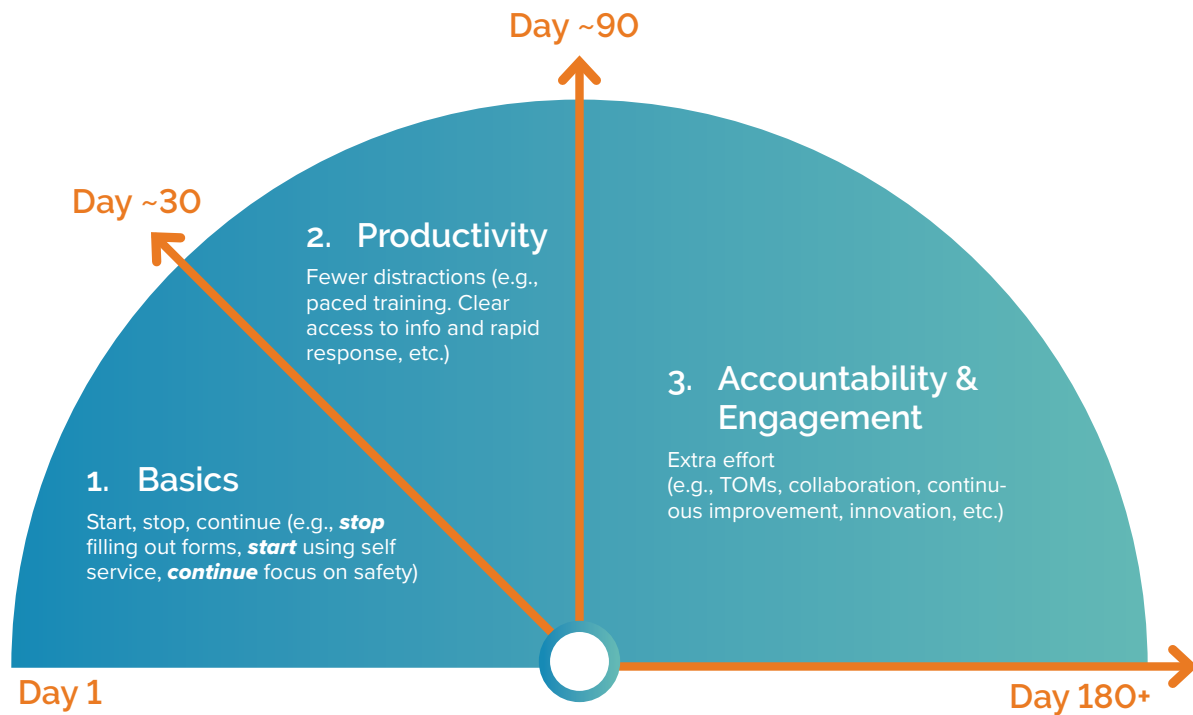 Day ~90
Day ~30
2. Productivity
Fewer distractions (e.g.,
paced training. Clear
access to info and rapid
response, etc.)
3. Accountability &
Engagement
Extra effort
(e.g., TOMs, collaboration, continu-
ous improvement, innovation, etc.)
1. Basics
Start, stop, continue (e.g., stop
filling out forms, start using self
service, continue focus on safety)
Day 1
Day 180+